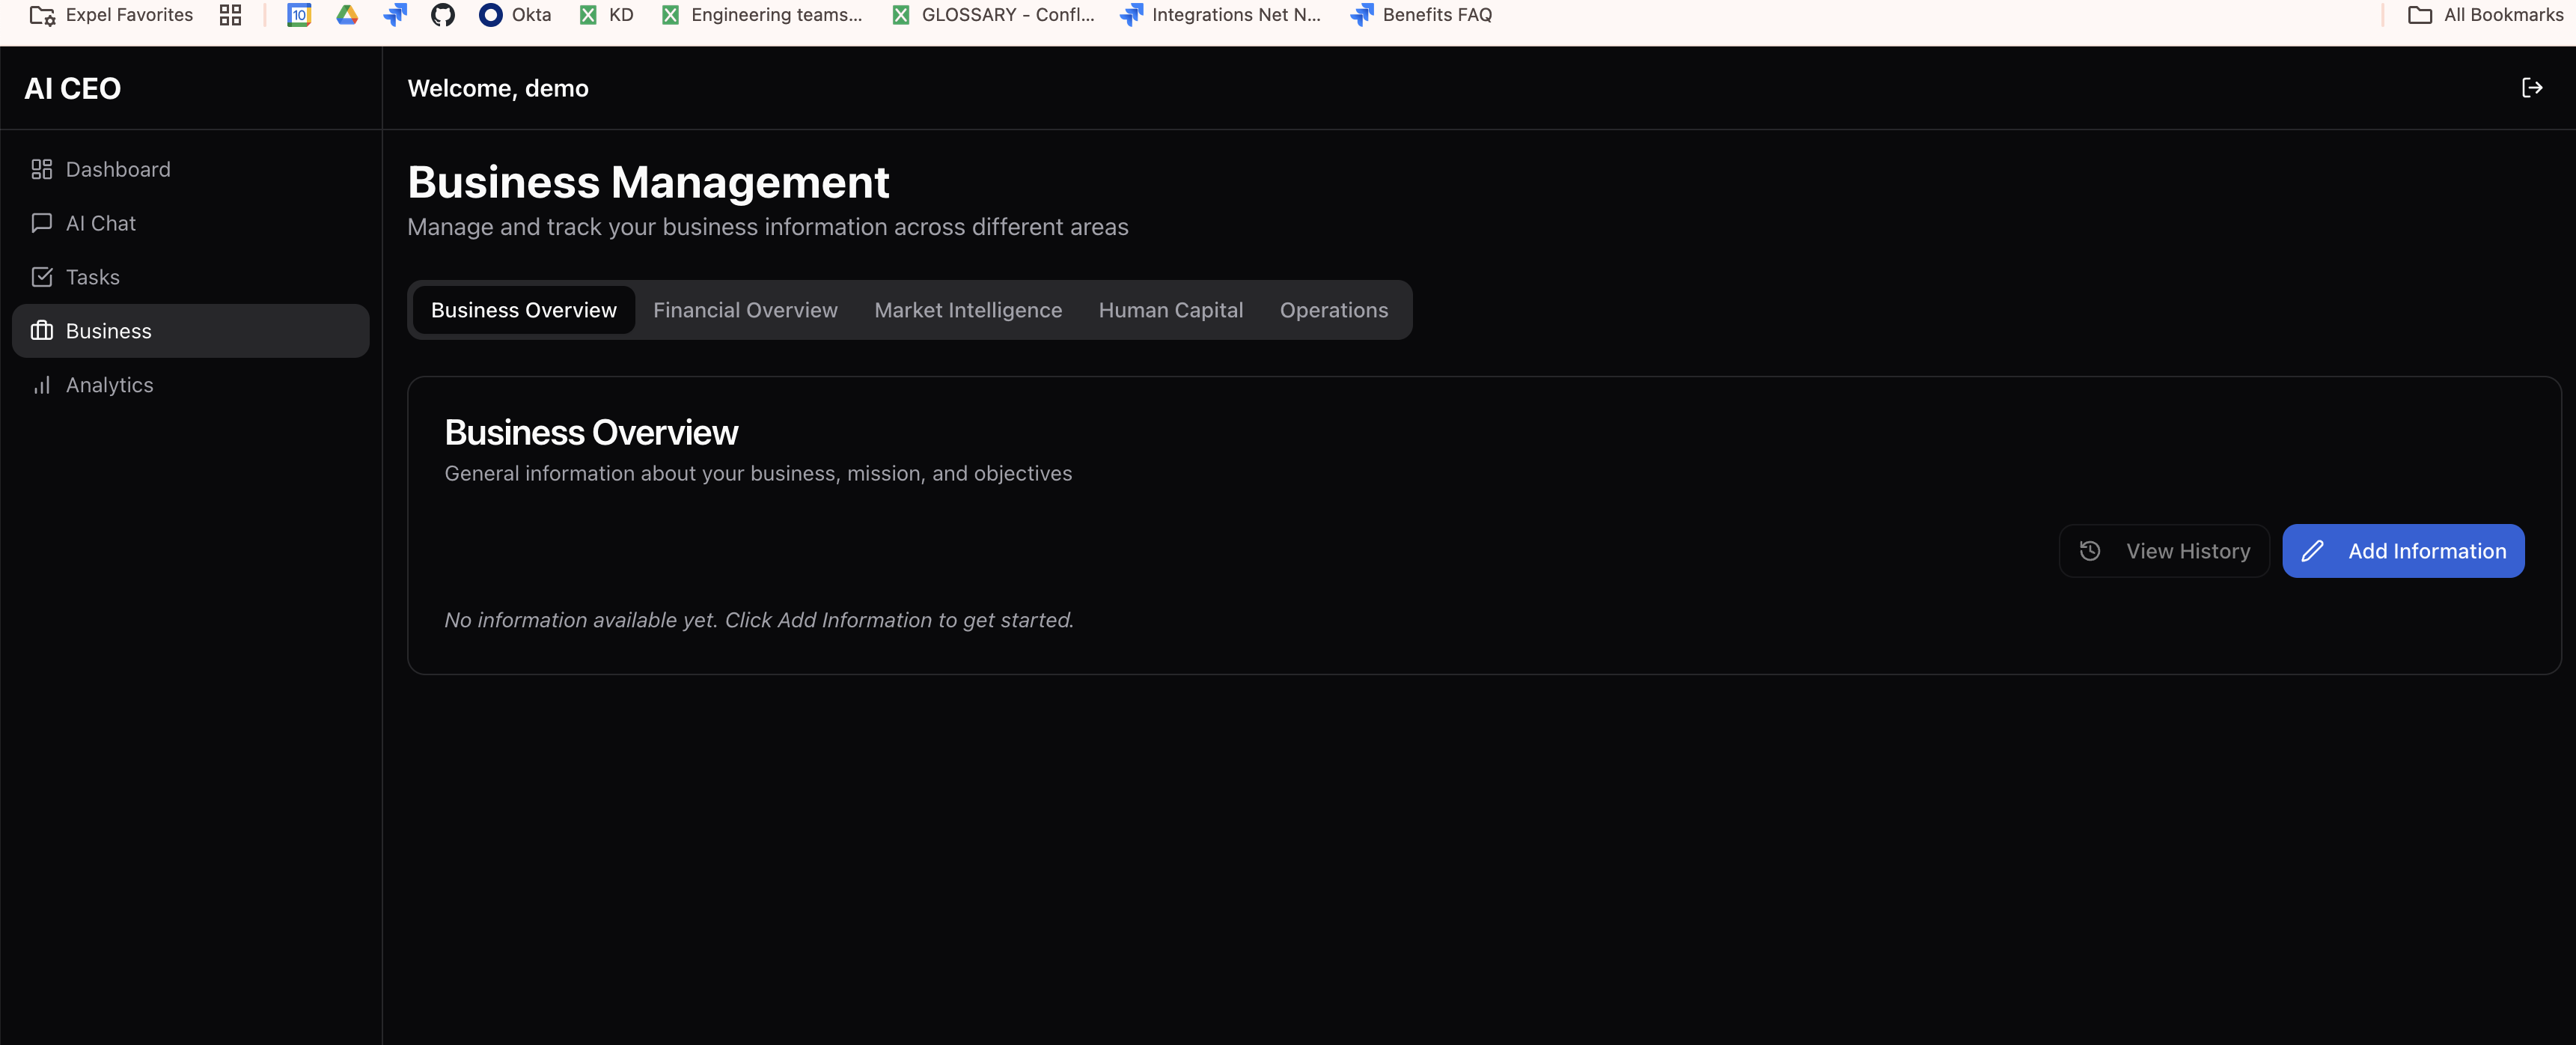 Expel Favorites 10 Okta KD Engineering teams... GLOSSARY - Confl... Integrations Net N... Benefits FAQ All Bookmarks
AI CEO
Welcome, demo
Dashboard
AI Chat
Tasks
Business
Analytics
Business Management
Manage and track your business information across different areas
Business Overview Financial Overview Market Intelligence Human Capital Operations
Business Overview
General information about your business, mission, and objectives
View History Add Information
No information available yet. Click Add Information to get started.